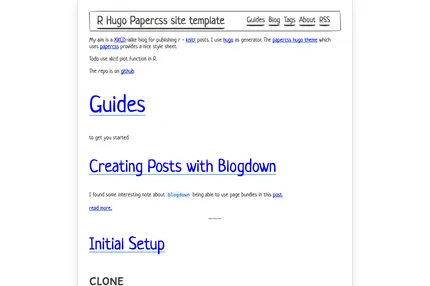 R Hugo Papercss site template
Guides Blog Tags About RSS
My aim is a XKCD-alike blog for publishing r - knitr posts. I use hugo as generator. The papercss hugo theme which
uses papercss provides a nice style sheet.
Todo use xkcd plot function in R.
The repo is on github.
Guides
to get you started.
Creating Posts with Blogdown
I found some interesting note about blogdown being able to use page bundles in this post.
read more.
~~~
Initial Setup
CLONE